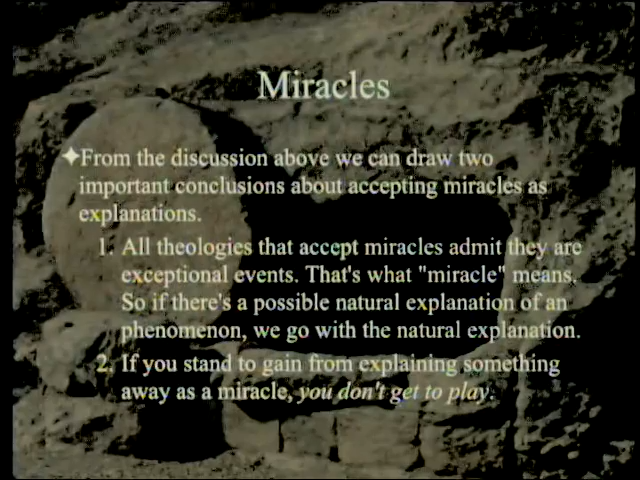 Miracles
✦From the discussion above we can draw two
important conclusions about accepting miracles as
explanations.
1. All theologies that accept miracles admit they are
exceptional events. That's what "miracle" means.
So if there's a possible natural explanation of an
phenomenon, we go with the natural explanation.
2. If you stand to gain from explaining something
away as a miracle, you don't get to play.